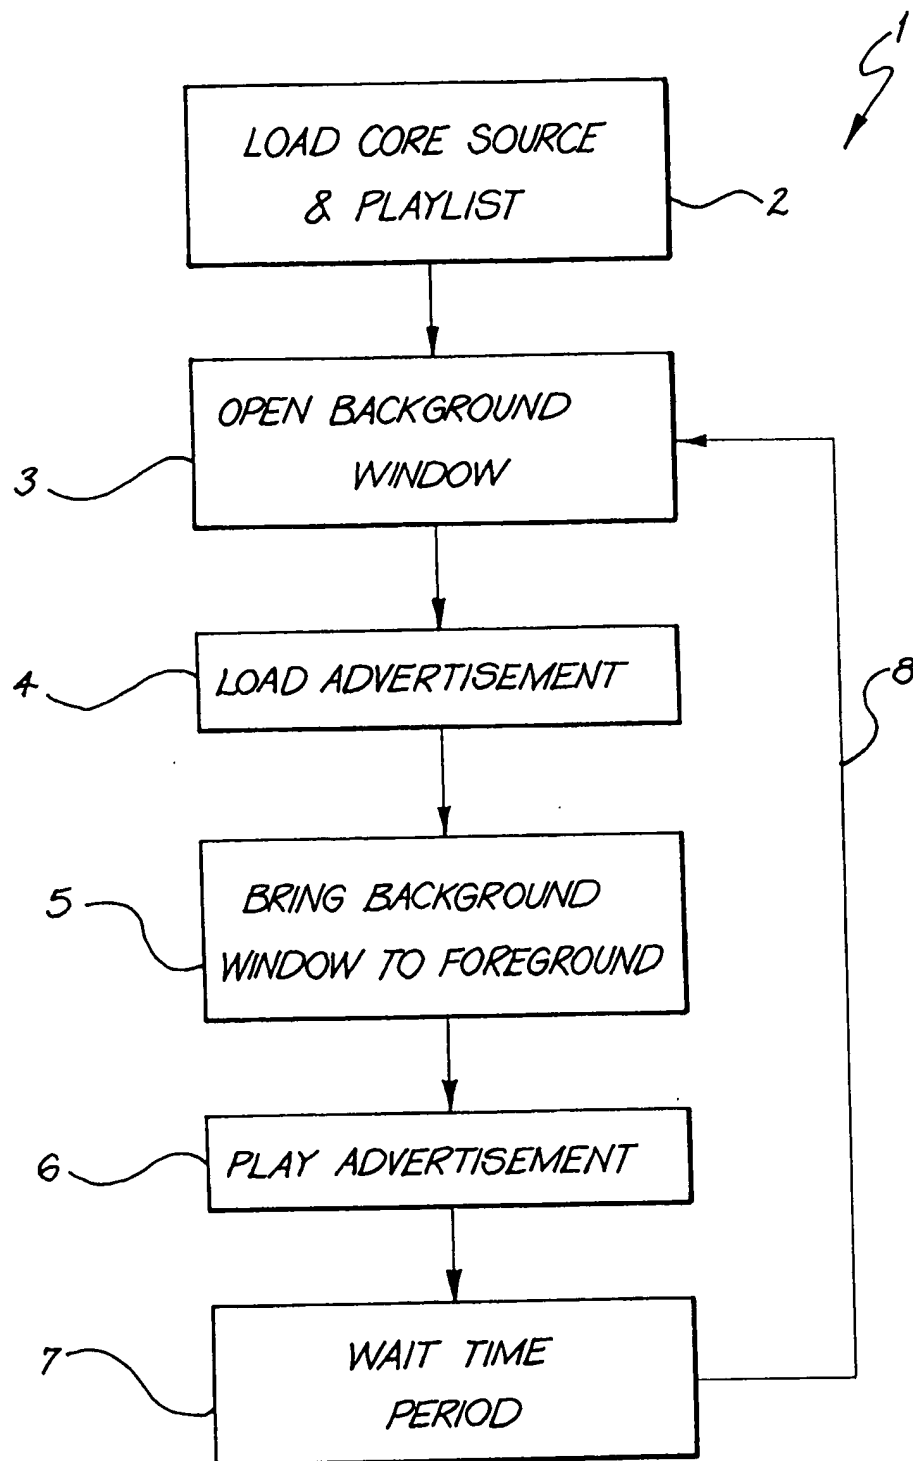 1
LOAD CORE SOURCE
& PLAYLIST
2
OPEN BACKGROUND
WINDOW
3
LOAD ADVERTISEMENT
4
8
BRING BACKGROUND
WINDOW TO FOREGROUND
5
PLAY ADVERTISEMENT
6
WAIT TIME
PERIOD
7